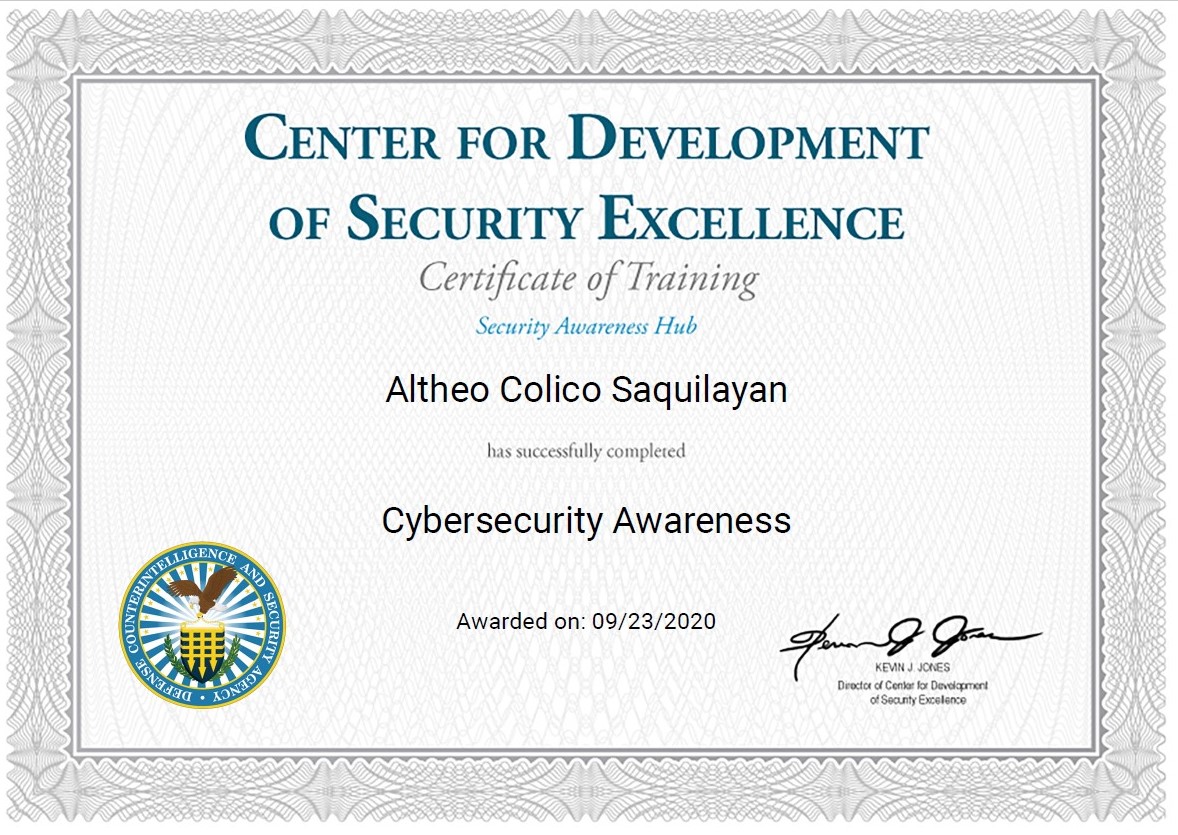 CENTER FOR DEVELOPMENT
OF SECURITY EXCELLENCE
Certificate of Training
Security Awareness Hub
Altheo Colico Saquilayan
has successfully completed
Cybersecurity Awareness
DEFENSE COUNTERINTELLIGENCE AND SECURITY AGENCY
Awarded on: 09/23/2020
Kevin J. Jones
KEVIN J. JONES
Director of Center for Development
of Security Excellence